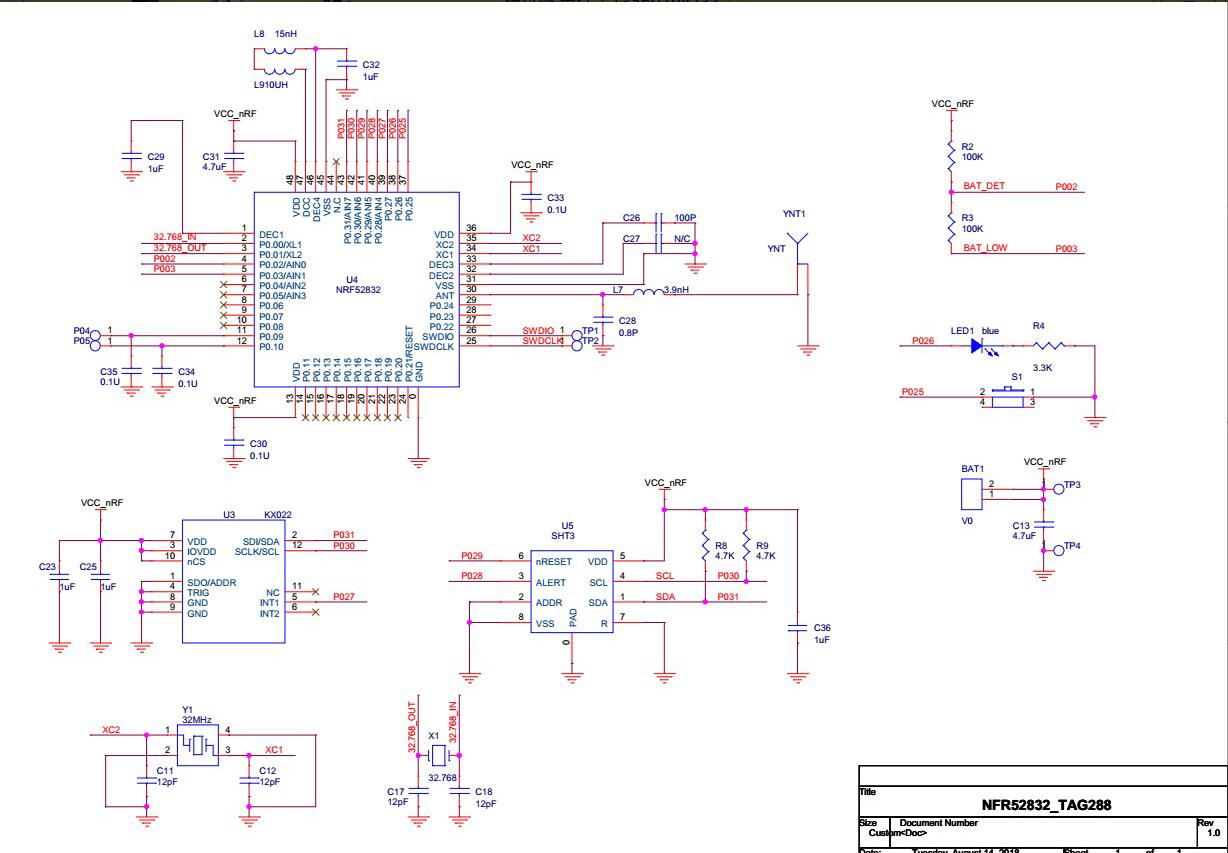 L8 15nH
L910UH
C32
1uF
VCC_nRF
C29
1uF
C31
4.7uF
P031
P030
P029
P028
P027
P026
P025
48
47
46
45
44
43
42
41
40
39
38
37
VDD
DCC
DEC4
VSS
N.C
P0.31/AIN7
P0.30/AIN6
P0.29/AIN5
P0.28/AIN4
P0.27
P0.26
P0.25
VCC_nRF
C33
0.1U
32.768_IN
32.768_OUT
P002
P003
1
2
3
4
5
6
7
8
9
10
11
12
DEC1
P0.00/XL1
P0.01/XL2
P0.02/AIN0
P0.03/AIN1
P0.04/AIN2
P0.05/AIN3
P0.06
P0.07
P0.08
P0.09
P0.10
U4
NRF52832
VDD
XC2
XC1
DEC3
DEC2
VSS
ANT
P0.24
P0.23
P0.22
SWDIO
SWDCLK
36
35
34
33
32
31
30
29
28
27
26
25
XC2
XC1
C26 100P
C27 N/C
L7 3.9nH
C28
0.8P
YNT1
YNT
SWDIO 1 TP1
SWDCLK 1 TP2
P04 1
P05 1
C35
0.1U
C34
0.1U
VDD
P0.11
P0.12
P0.13
P0.14
P0.15
P0.16
P0.17
P0.18
P0.19
P0.20
P0.21/RESET
GND
13
14
15
16
17
18
19
20
21
22
23
24
0
VCC_nRF
C30
0.1U
VCC_nRF
R2
100K
BAT_DET P002
R3
100K
BAT_LOW P003
P026
LED1 blue
R4
3.3K
P025
S1
2 1
4 3
BAT1
2
1
V0
VCC_nRF
TP3
C13
4.7uF
TP4
VCC_nRF
C23
1uF
C25
1uF
U3 KX022
7 VDD
3 IOVDD
10 nCS
1 SDO/ADDR
4 TRIG
8 GND
9 GND
SDI/SDA 2 P031
SCLK/SCL 12 P030
NC 11
INT1 5 P027
INT2 6
VCC_nRF
U5
SHT3
P029 6 nRESET
P028 3 ALERT
2 ADDR
8 VSS
VDD 5
SCL 4 SCL P030
SDA 1 SDA P031
R 7
PAD
0
R8
4.7K
R9
4.7K
C36
1uF
Y1
32MHz
XC2 1 4
2 3 XC1
C11
12pF
C12
12pF
32.768_OUT
32.768_IN
X1
32.768
C17
12pF
C18
12pF
Title
NFR52832_TAG288
Size Document Number Rev
Custom<Doc> 1.0
Date: Tuesday, August 14, 2018 Sheet 1 of 1